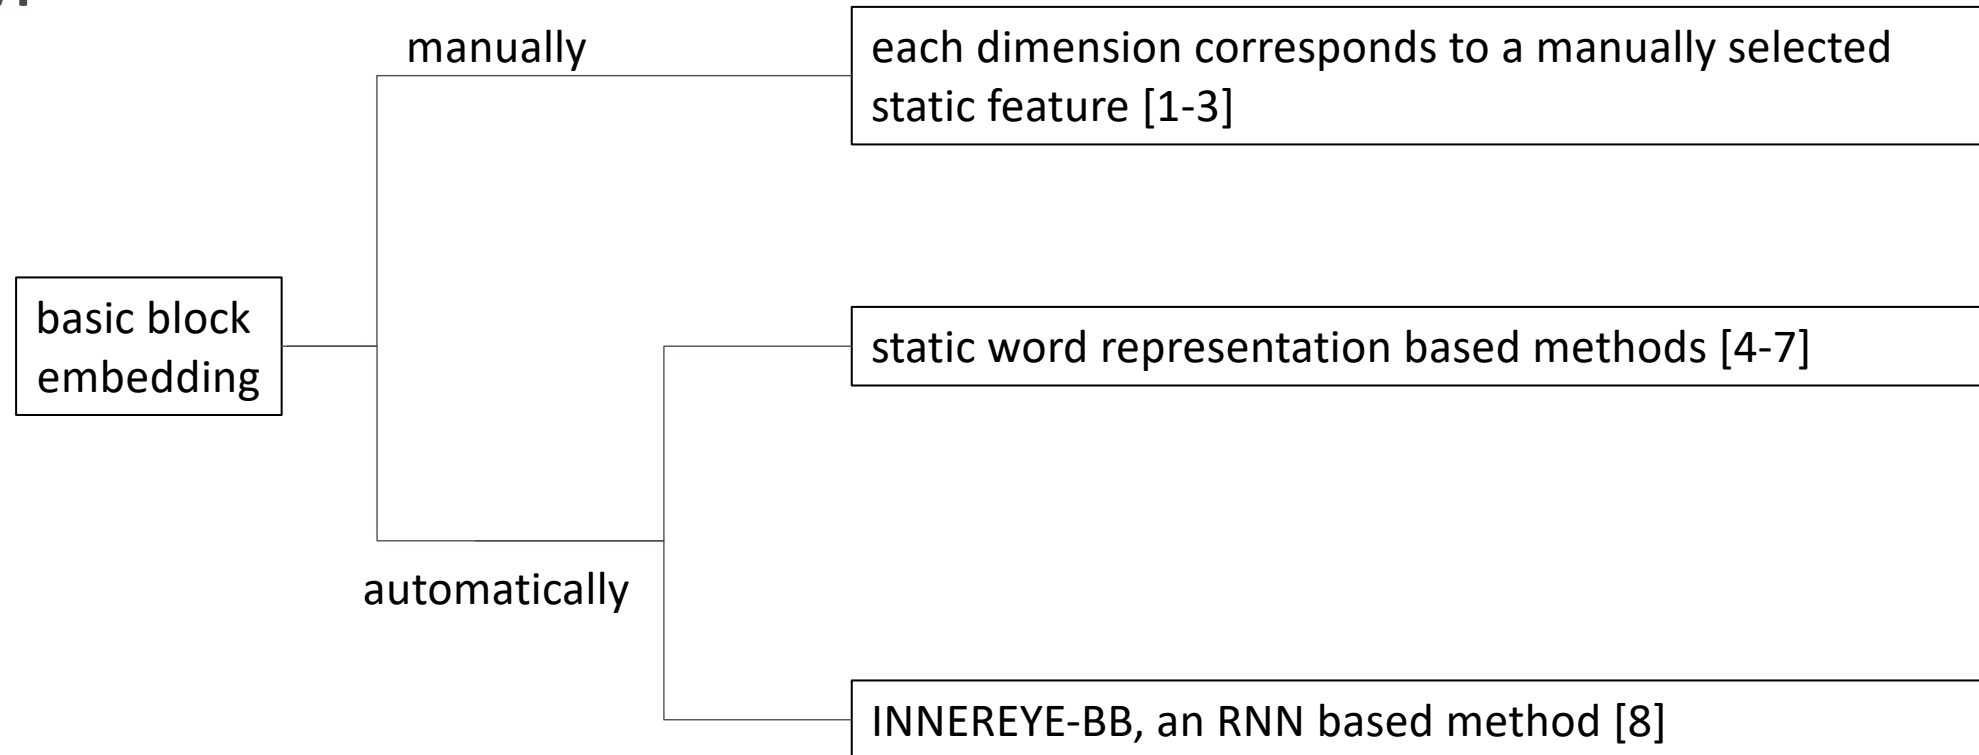 manually
each dimension corresponds to a manually selected
static feature [1-3]
basic block
embedding
static word representation based methods [4-7]
automatically
INNEREYE-BB, an RNN based method [8]